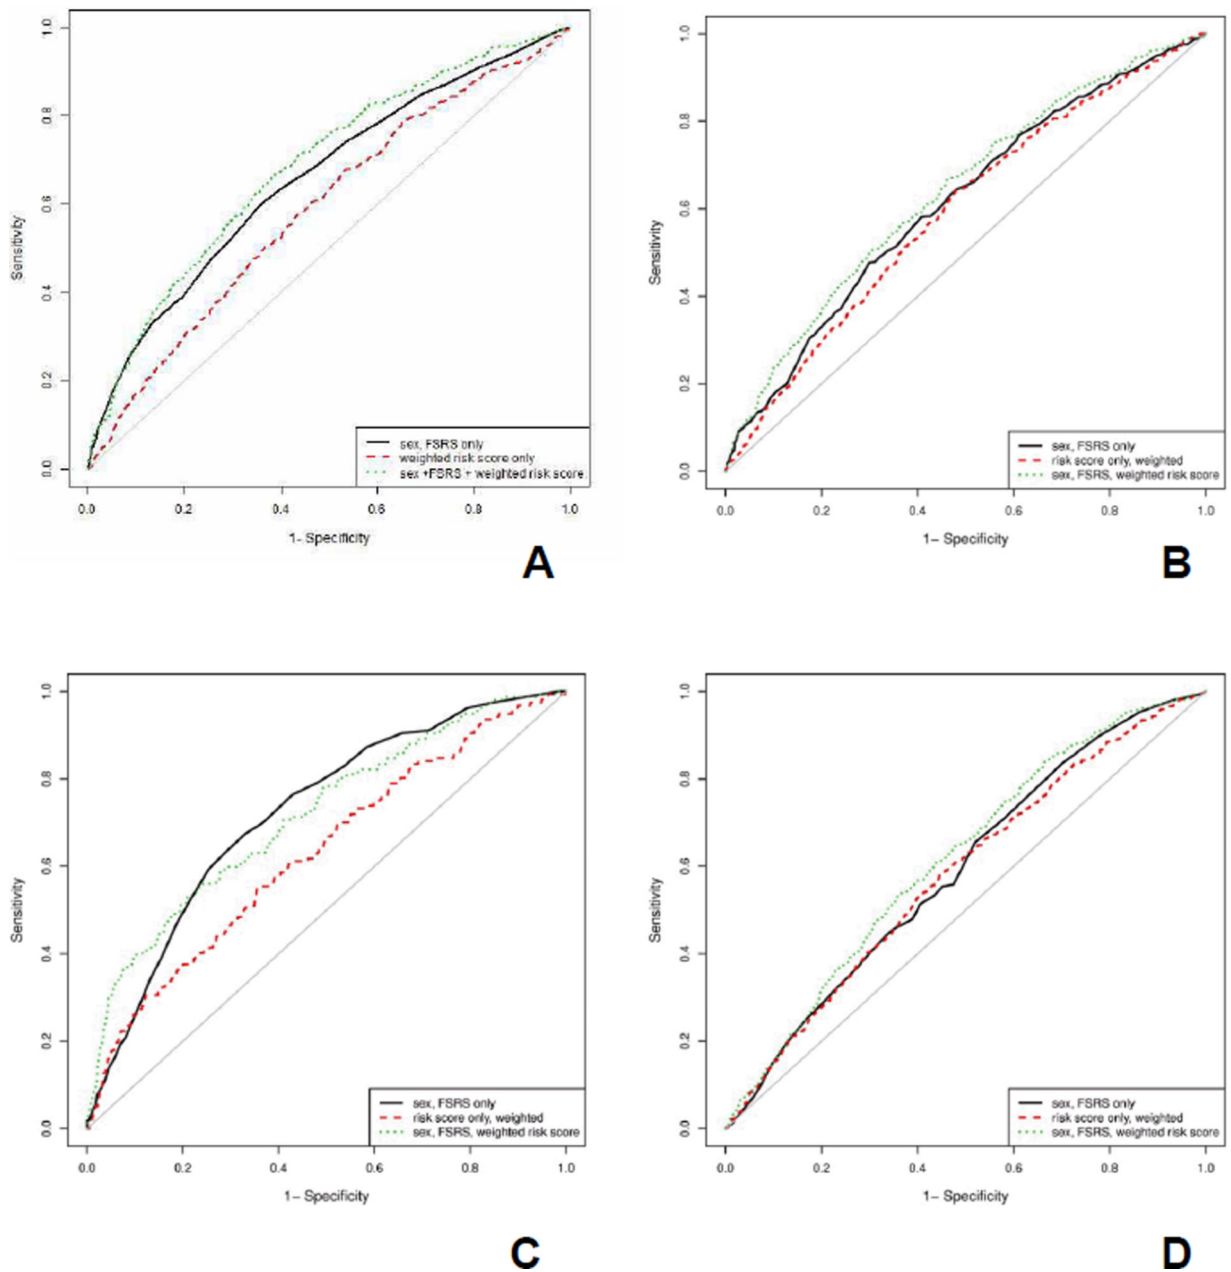 1.0
0.8
0.6
0.4
0.2
0.0
Sensitivity
sex, FSRS only
weighted risk score only
sex +FSRS + weighted risk score
0.0 0.2 0.4 0.6 0.8 1.0
1- Specificity
A
1.0
0.8
0.6
0.4
0.2
0.0
Sensitivity
sex, FSRS only
risk score only, weighted
sex, FSRS, weighted risk score
0.0 0.2 0.4 0.6 0.8 1.0
1– Specificity
B
1.0
0.8
0.6
0.4
0.2
0.0
Sensitivity
sex, FSRS only
risk score only, weighted
sex, FSRS, weighted risk score
0.0 0.2 0.4 0.6 0.8 1.0
1– Specificity
C
1.0
0.8
0.6
0.4
0.2
0.0
Sensitivity
sex, FSRS only
risk score only, weighted
sex, FSRS, weighted risk score
0.0 0.2 0.4 0.6 0.8 1.0
1– Specificity
D